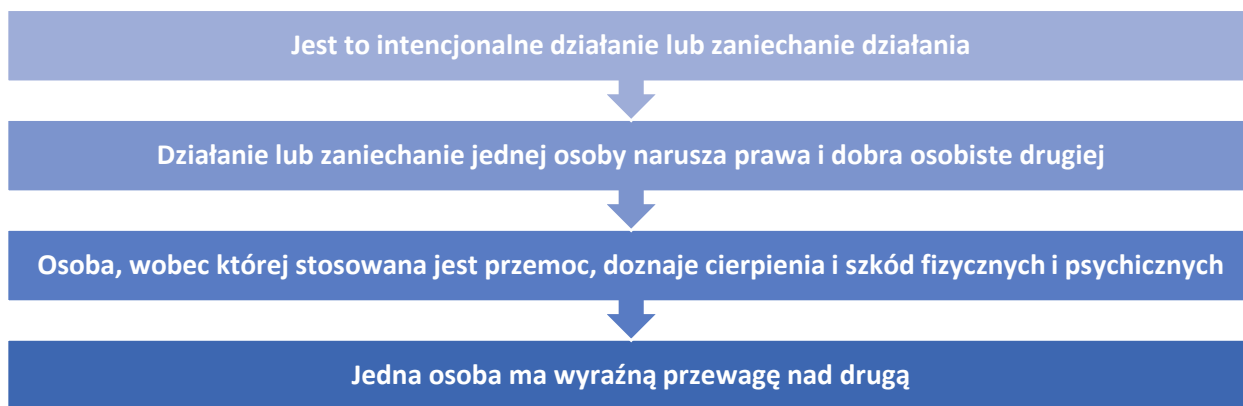 Jest to intencjonalne działanie lub zaniechanie działania
Działanie lub zaniechanie jednej osoby narusza prawa i dobra osobiste drugiej
Osoba, wobec której stosowana jest przemoc, doznaje cierpienia i szkód fizycznych i psychicznych
Jedna osoba ma wyraźną przewagę nad drugą